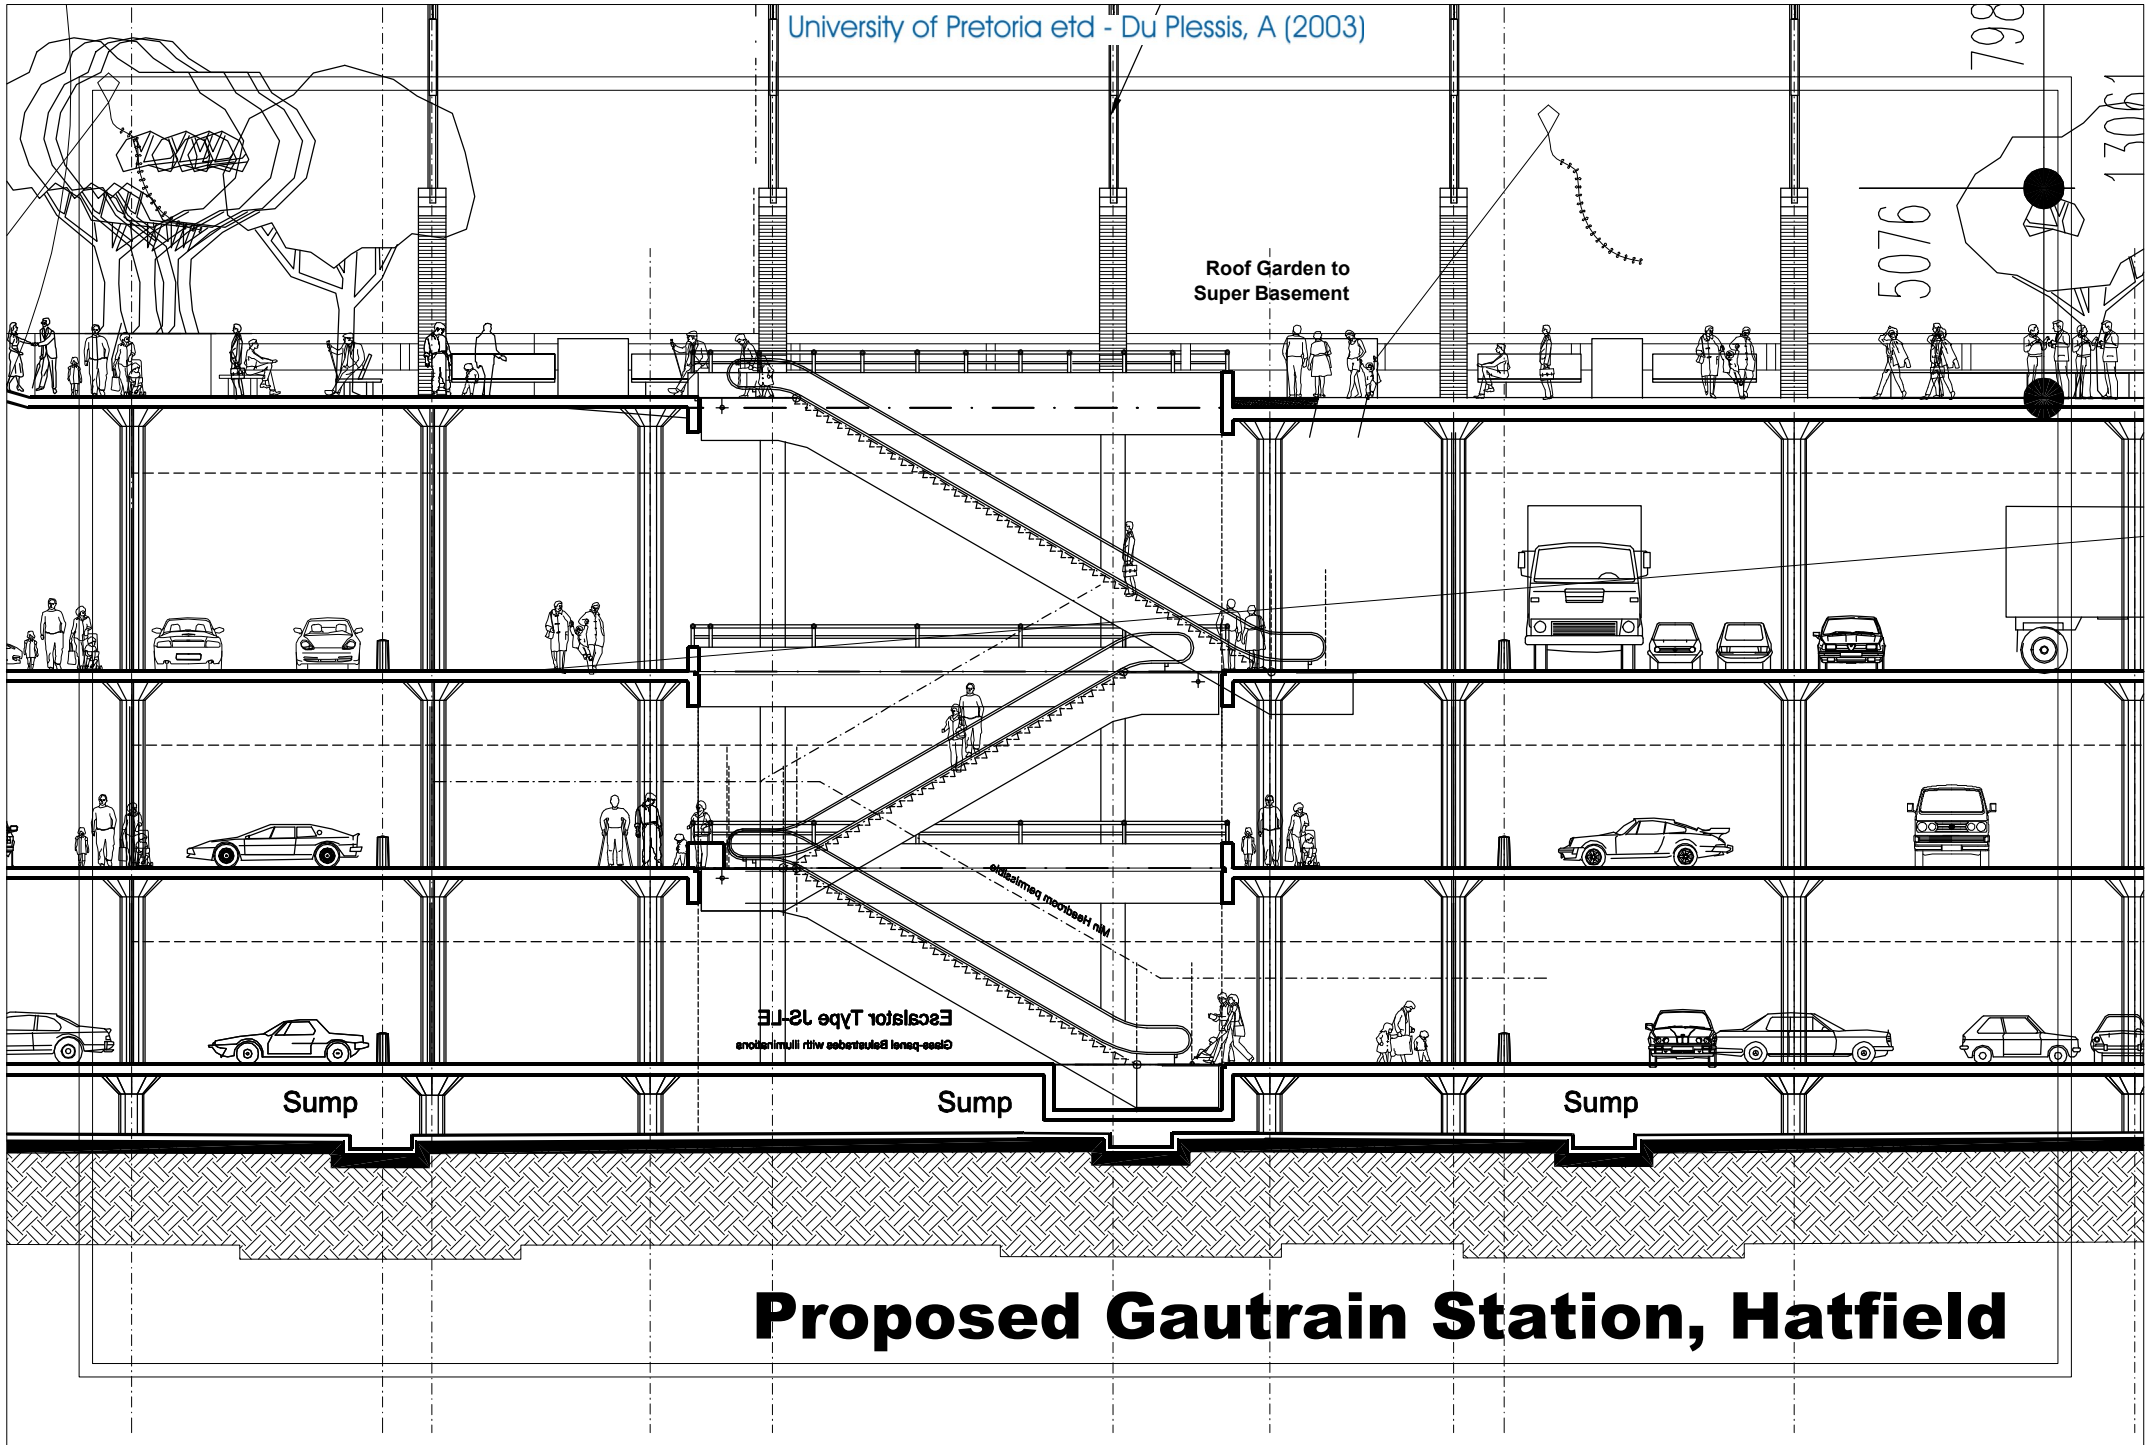 University of Pretoria etd - Du Plessis, A (2003)
798
13061
5076
Roof Garden to
Super Basement
Min Headroom permissible
Escalator Type JS-LE
Glass-panel Balustrades with illuminations
Sump
Sump
Sump
Proposed Gautrain Station, Hatfield